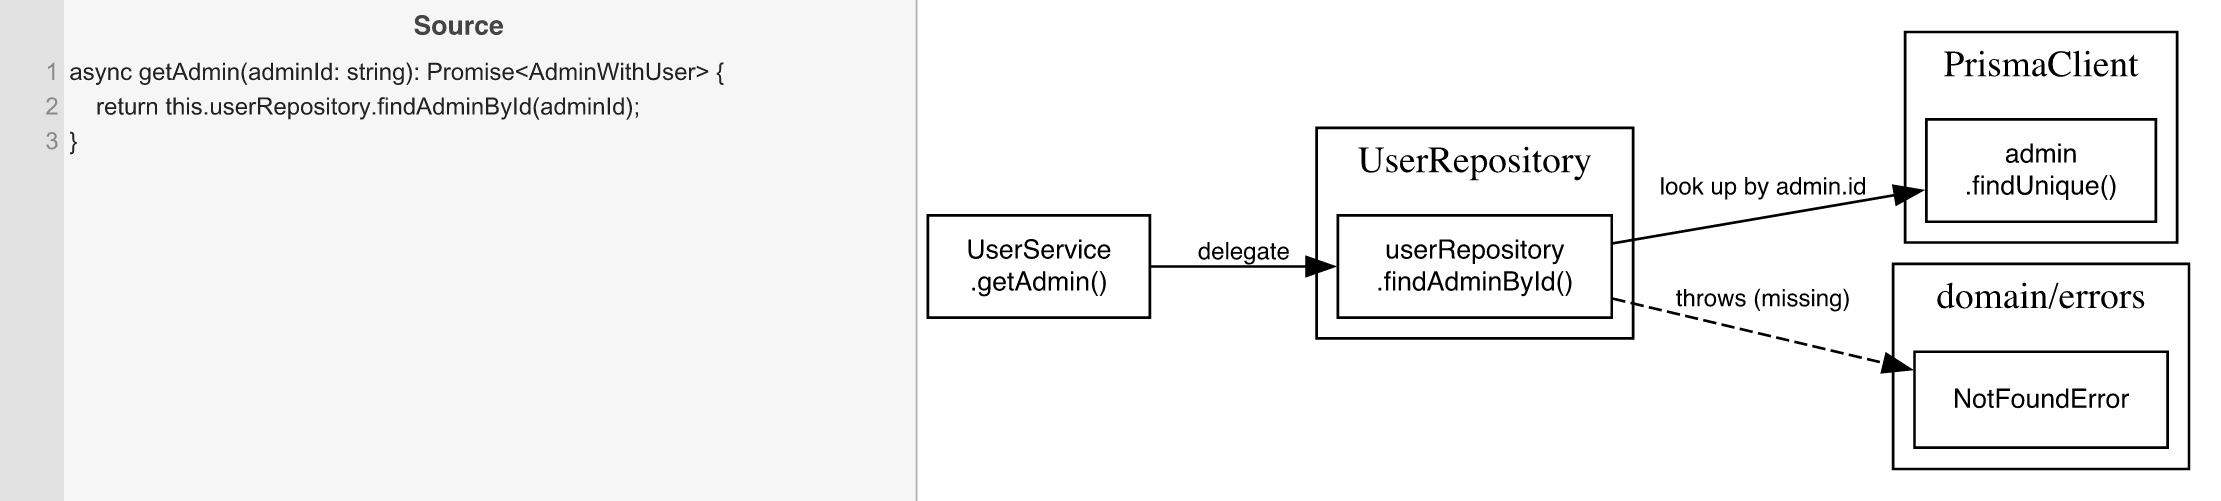 Source
1 async getAdmin(adminId: string): Promise<AdminWithUser> {
2 return this.userRepository.findAdminById(adminId);
3 }
UserService
.getAdmin()
delegate
UserRepository
userRepository
.findAdminById()
look up by admin.id
throws (missing)
PrismaClient
admin
.findUnique()
domain/errors
NotFoundError